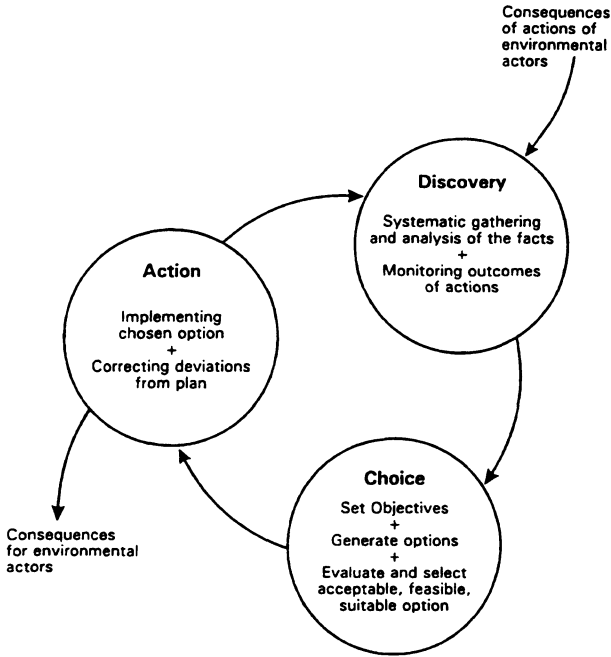 Consequences
of actions of
environmental
actors
Discovery
Systematic gathering
and analysis of the facts
+
Monitoring outcomes
of actions
Action
Implementing
chosen option
+
Correcting deviations
from plan
Choice
Set Objectives
+
Generate options
+
Evaluate and select
acceptable, feasible,
suitable option
Consequences
for environmental
actors